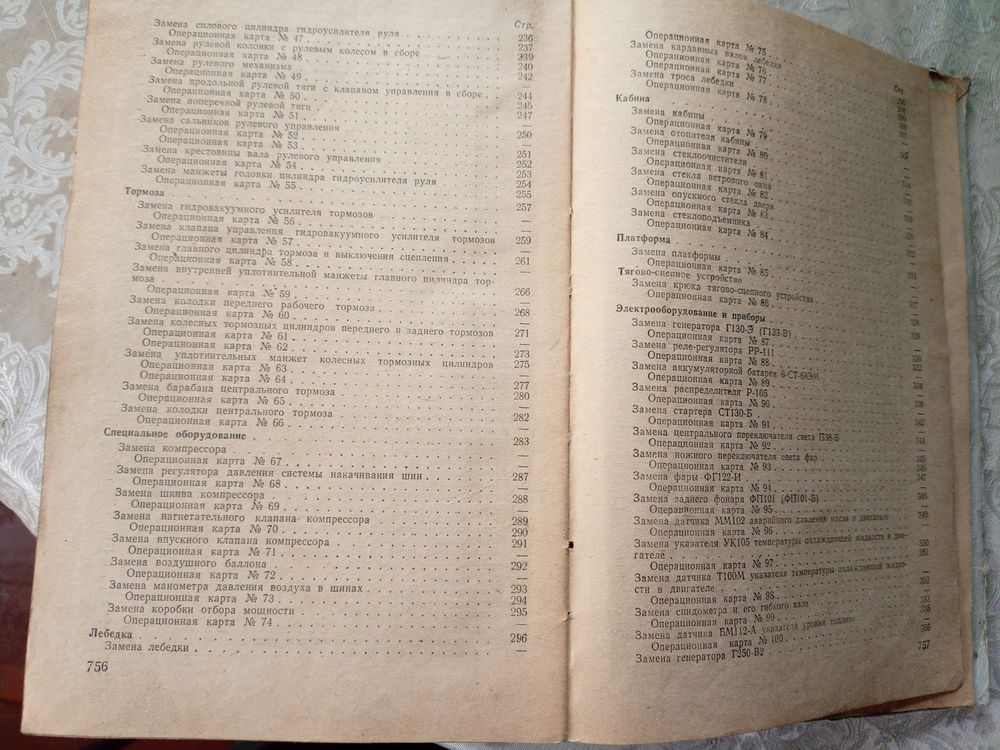 Стр.
Замена силового цилиндра гидроусилителя руля 236
Операционная карта № 47 237
Замена рулевой колонки с рулевым колесом в сборе 239
Операционная карта № 48 240
Замена рулевого механизма 242
Операционная карта № 49
Замена продольной рулевой тяги с клапаном управления в сборе 244
Операционная карта № 50 245
Замена поперечной рулевой тяги 247
Операционная карта № 51 —
Замена сальников рулевого управления 250
Операционная карта № 52 —
Операционная карта № 53 251
Замена крестовины вала рулевого управления 252
Операционная карта № 54 253
Замена манжеты головки цилиндра гидроусилителя руля 254
Операционная карта № 55 255
Тормоза 257
Замена гидровакуумного усилителя тормозов —
Операционная карта № 56 —
Замена клапана управления гидровакуумного усилителя тормозов 259
Операционная карта № 57 —
Замена главного цилиндра тормоза и выключения сцепления 261
Операционная карта № 58 —
Замена внутренней уплотнительной манжеты главного цилиндра тор-
моза 266
Операционная карта № 59 —
Замена колодки переднего рабочего тормоза 268
Операционная карта № 60 —
Замена колесных тормозных цилиндров переднего и заднего тормозов 271
Операционная карта № 61 —
Операционная карта № 62 273
Замена уплотнительных манжет колесных тормозных цилиндров 275
Операционная карта № 63 —
Операционная карта № 64 277
Замена барабана центрального тормоза 280
Операционная карта № 65 —
Замена колодки центрального тормоза 282
Операционная карта № 66 —
Специальное оборудование 283
Замена компрессора —
Операционная карта № 67 —
Замена регулятора давления системы накачивания шин 287
Операционная карта № 68 —
Замена шкива компрессора 288
Операционная карта № 69 —
Замена нагнетательного клапана компрессора 289
Операционная карта № 70 290
Замена впускного клапана компрессора 291
Операционная карта № 71 —
Замена воздушного баллона 292
Операционная карта № 72 —
Замена манометра давления воздуха в шинах 293
Операционная карта № 73 294
Замена коробки отбора мощности 295
Операционная карта № 74 —
Лебедка 296
Замена лебедки —
756
Стр.
Операционная карта № 75
Замена карданных валов лебедки
Операционная карта № 76
Операционная карта № 77
Замена троса лебедки
Операционная карта № 78
Кабина
Замена кабины
Операционная карта № 79
Замена отопителя кабины
Операционная карта № 80
Замена стеклоочистителя
Операционная карта № 81
Замена стекла ветрового окна
Операционная карта № 82
Замена опускного стекла двери
Операционная карта № 83
Замена стеклоподъемника
Операционная карта № 84
Платформа
Замена платформы
Операционная карта № 85
Тягово-сцепное устройство
Замена крюка тягово-сцепного устройства
Операционная карта № 86
Электрооборудование и приборы
Замена генератора Г130-Э (Г133-В)
Операционная карта № 87
Замена реле-регулятора РР-111
Операционная карта № 88
Замена аккумуляторной батареи 6-СТ-68ЭМ
Операционная карта № 89
Замена распределителя Р-105
Операционная карта № 90
Замена стартера СТ130-Б
Операционная карта № 91
Замена центрального переключателя света П38-Б
Операционная карта № 92
Замена ножного переключателя света фар
Операционная карта № 93
Замена фары ФГ122-И
Операционная карта № 94
Замена заднего фонаря ФП101 (ФП101-Б)
Операционная карта № 95
Замена датчика ММ102 аварийного давления масла в двигателе
Операционная карта № 96
Замена указателя УК105 температуры охлаждающей жидкости в дви-
гателе
Операционная карта № 97
Замена датчика Т100М указателя температуры охлаждающей жидко-
сти в двигателе
Операционная карта № 98
Замена спидометра и его гибкого вала
Операционная карта № 99
Замена датчика БМ112-А указателя уровня топлива
Операционная карта № 100
Замена генератора Г250-В2
757